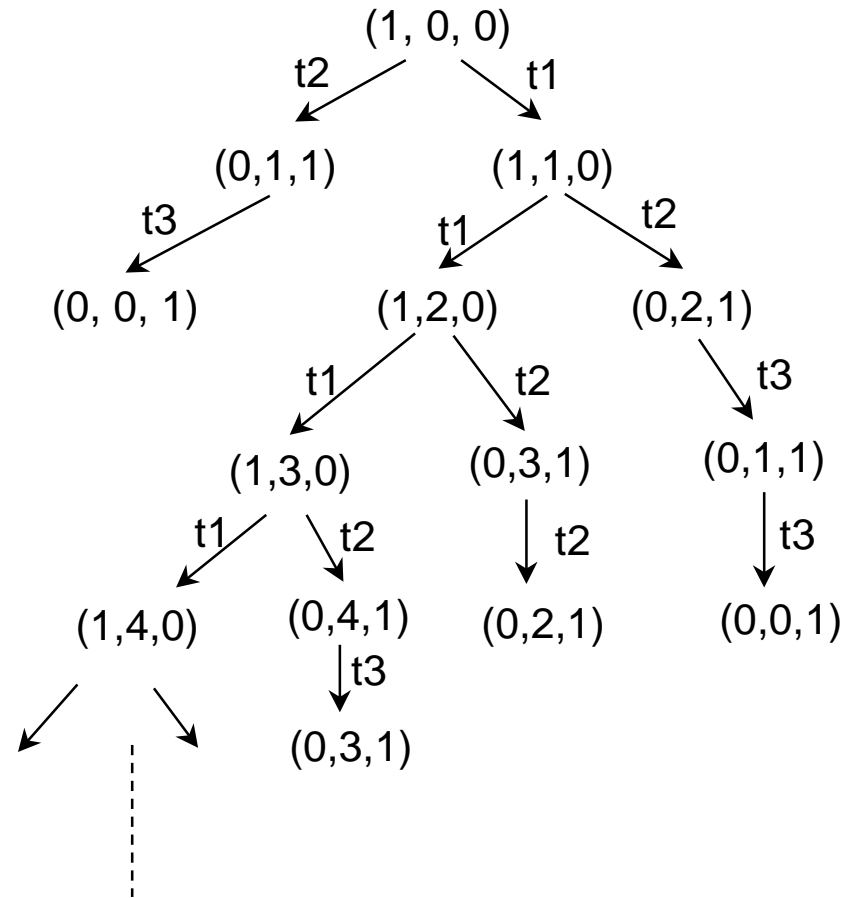 (1, 0, 0)
t2 t1
(0,1,1) (1,1,0)
t3 t1 t2
(0, 0, 1) (1,2,0) (0,2,1)
t1 t2 t3
(1,3,0) (0,3,1) (0,1,1)
t1 t2 t2 t3
(1,4,0) (0,4,1) (0,2,1) (0,0,1)
t3
(0,3,1)